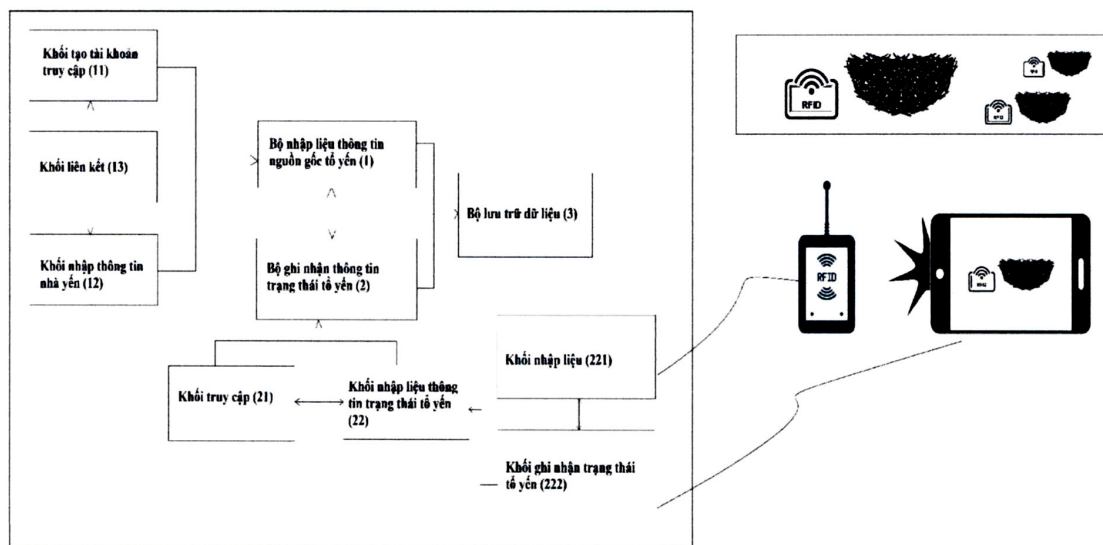 Khối tạo tài khoản
truy cập (11)
Khối liên kết (13)
Khối nhập thông tin
nhà yến (12)
Bộ nhập liệu thông tin
nguồn gốc tổ yến (1)
Bộ ghi nhận thông tin
trạng thái tổ yến (2)
Bộ lưu trữ dữ liệu (3)
Khối truy cập (21)
Khối nhập liệu thông
tin trạng thái tổ yến
(22)
Khối nhập liệu (221)
Khối ghi nhận trạng thái
tổ yến (222)
RFID
RFID
RFID